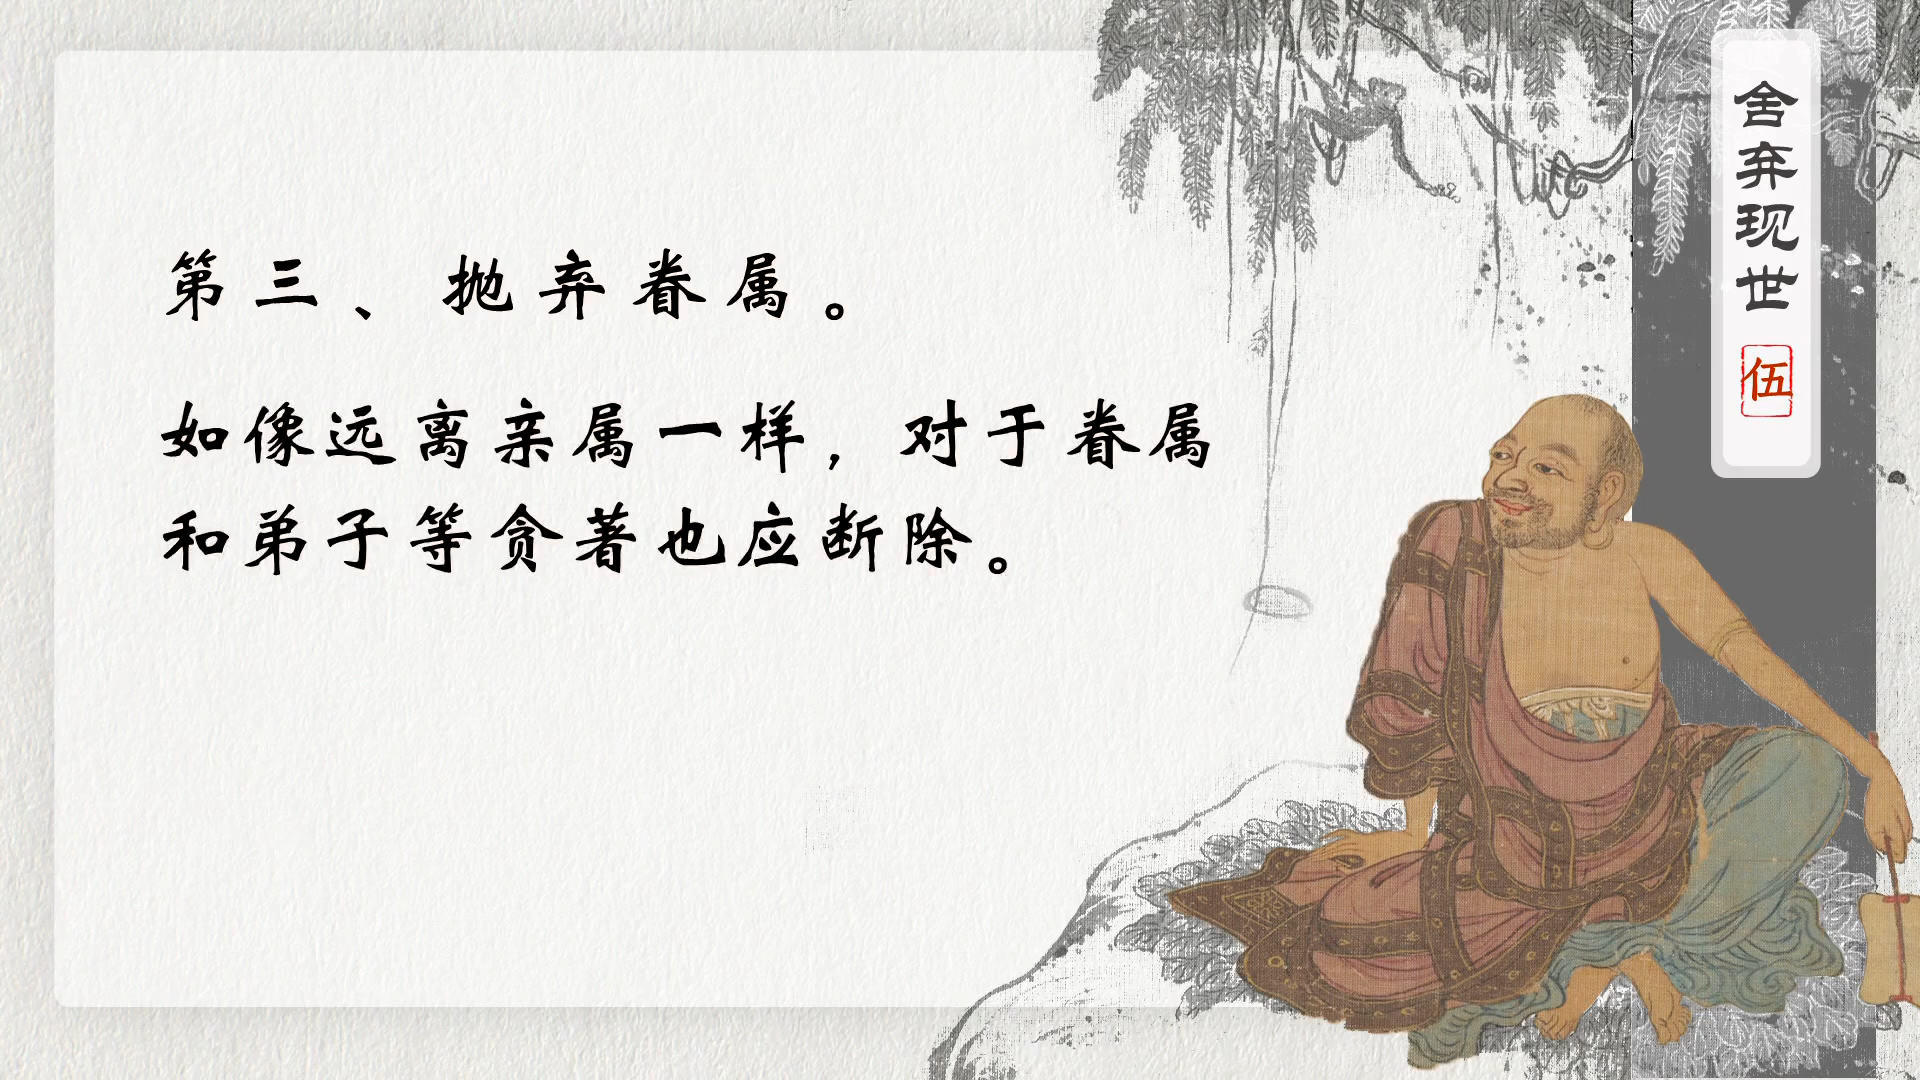 第三、抛弃眷属。
如像远离亲属一样，对于眷属
和弟子等贪著也应断除。
舍弃现世
伍